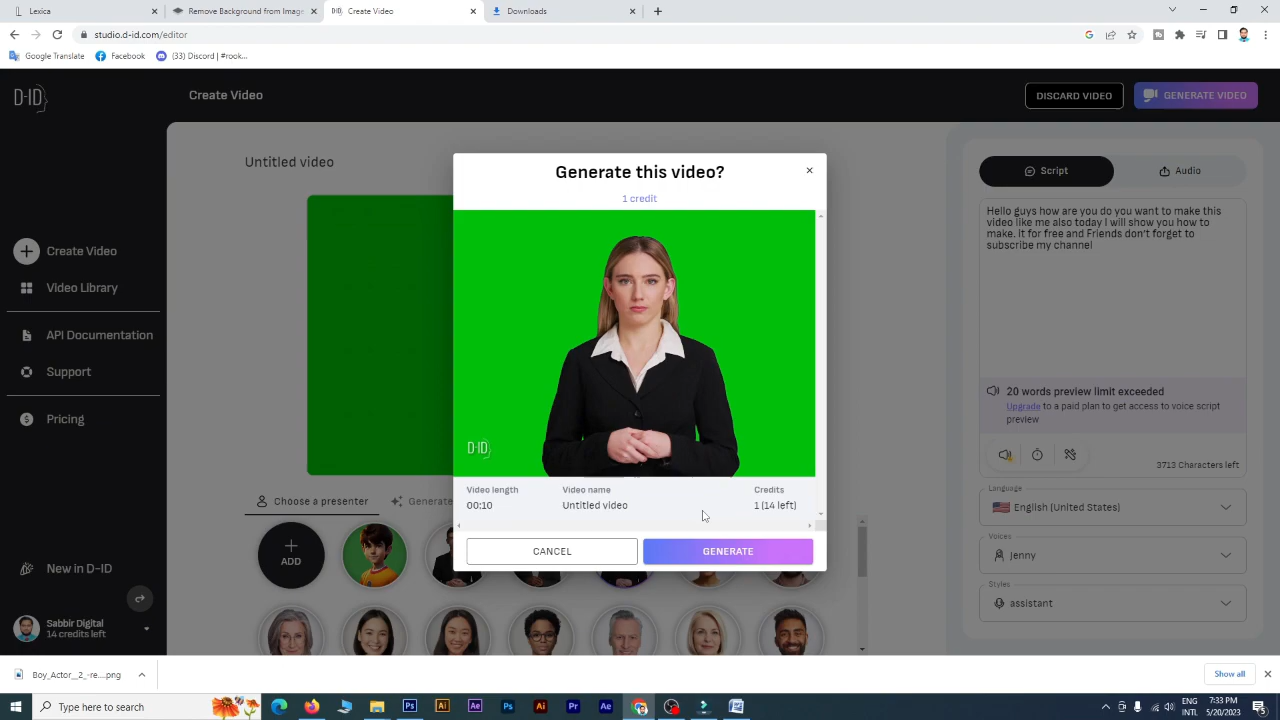 Lexica
Remove Background from Image
Create Video
Downloads
studio.d-id.com/editor
Google Translate
Facebook
(33) Discord | #rook...
D-ID
Create Video
DISCARD VIDEO
GENERATE VIDEO
Untitled video
Create Video
Video Library
API Documentation
Support
Pricing
New in D-ID
Sabbir Digital
14 credits left
Generate this video?
1 credit
D-ID
Video length
Video name
Credits
00:10
Untitled video
1 (14 left)
CANCEL
GENERATE
Choose a presenter
Generate
ADD
Script
Audio
Hello guys how are you do you want to make this
video like me also today I will show you how to
make. it for free and Friends don't forget to
subscribe my channel
20 words preview limit exceeded
Upgrade to a paid plan to get access to voice script
preview
3713 Characters left
Language
English (United States)
Voices
Jenny
Styles
assistant
Boy_Actor__2_-re....png
Show all
Type here to search
ENG
INTL
7:33 PM
5/20/2023